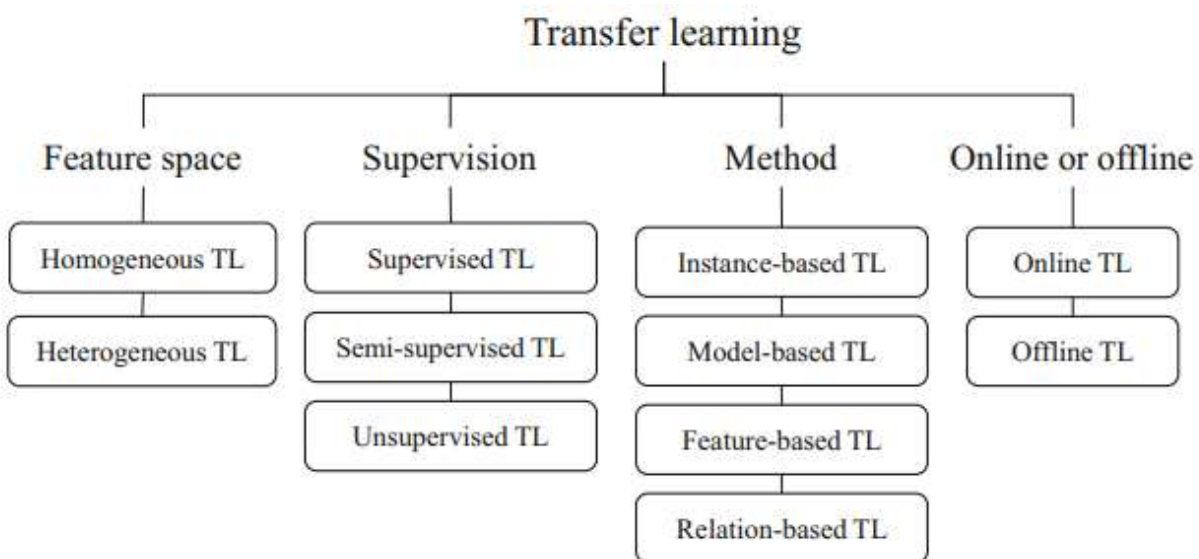 Transfer learning
Feature space
Supervision
Method
Online or offline
Homogeneous TL
Heterogeneous TL
Supervised TL
Semi-supervised TL
Unsupervised TL
Instance-based TL
Model-based TL
Feature-based TL
Relation-based TL
Online TL
Offline TL